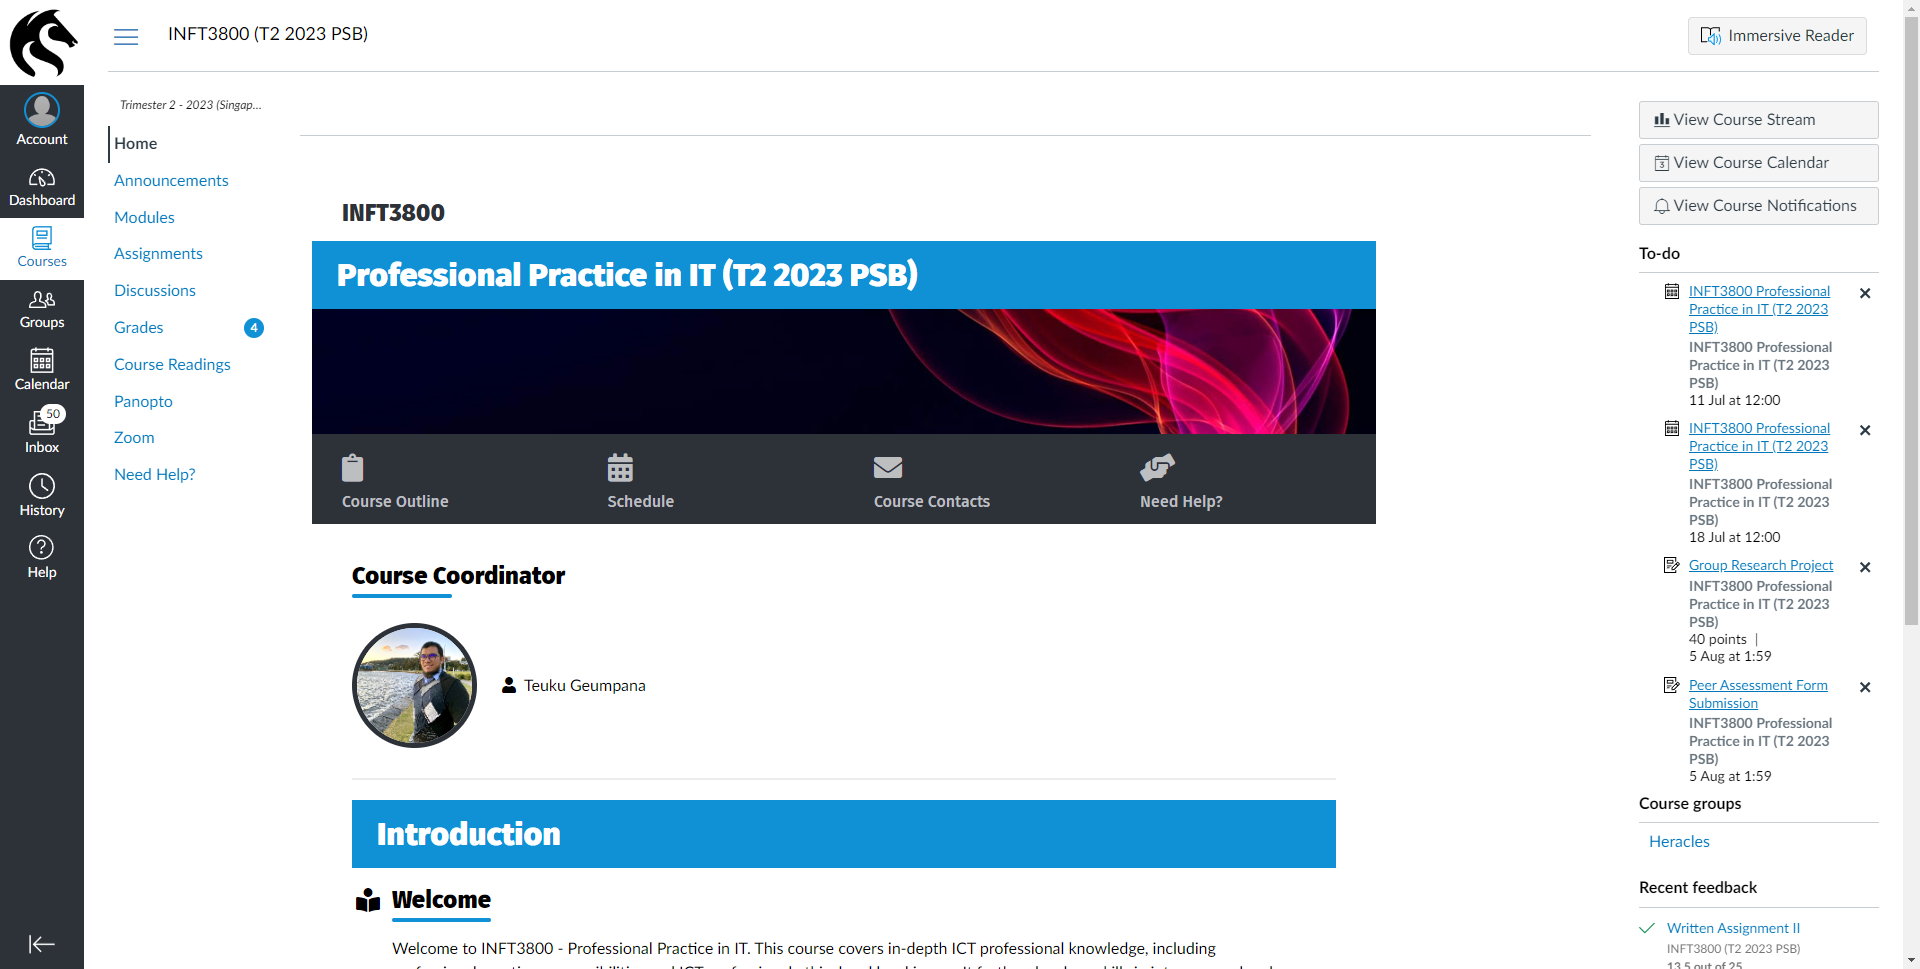 INFT3800 (T2 2023 PSB)
Immersive Reader
Account
Dashboard
Courses
Groups
Calendar
50
Inbox
History
Help
Trimester 2 - 2023 (Singap...
Home
Announcements
Modules
Assignments
Discussions
Grades
4
Course Readings
Panopto
Zoom
Need Help?
INFT3800
Professional Practice in IT (T2 2023 PSB)
Course Outline
Schedule
Course Contacts
Need Help?
Course Coordinator
Teuku Geumpana
Introduction
Welcome
Welcome to INFT3800 - Professional Practice in IT. This course covers in-depth ICT professional knowledge, including
View Course Stream
View Course Calendar
View Course Notifications
To-do
INFT3800 Professional
Practice in IT (T2 2023
PSB)
INFT3800 Professional
Practice in IT (T2 2023
PSB)
11 Jul at 12:00
INFT3800 Professional
Practice in IT (T2 2023
PSB)
INFT3800 Professional
Practice in IT (T2 2023
PSB)
18 Jul at 12:00
Group Research Project
INFT3800 Professional
Practice in IT (T2 2023
PSB)
40 points |
5 Aug at 1:59
Peer Assessment Form
Submission
INFT3800 Professional
Practice in IT (T2 2023
PSB)
5 Aug at 1:59
Course groups
Heracles
Recent feedback
Written Assignment II
INFT3800 (T2 2023 PSB)
13.5 out of 25